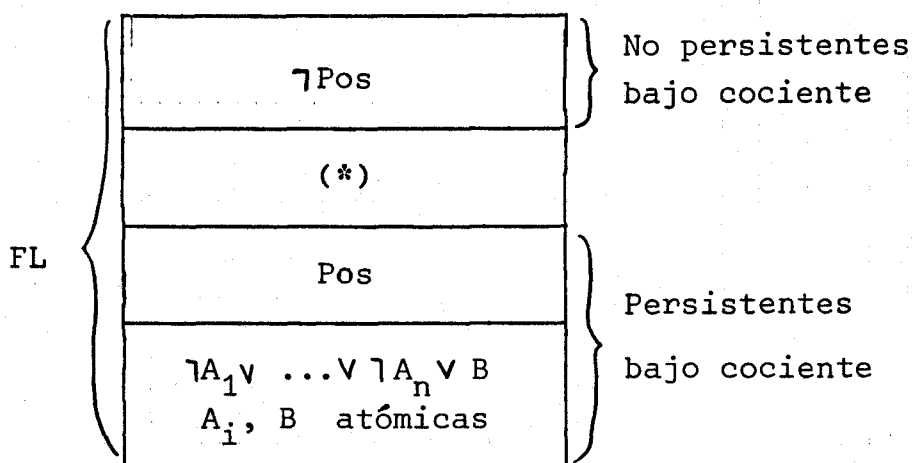 ¬Pos
No persistentes
bajo cociente
(*)
FL
Pos
Persistentes
bajo cociente
¬A₁∨ ...∨ ¬Aₙ∨ B
Aᵢ, B atómicas